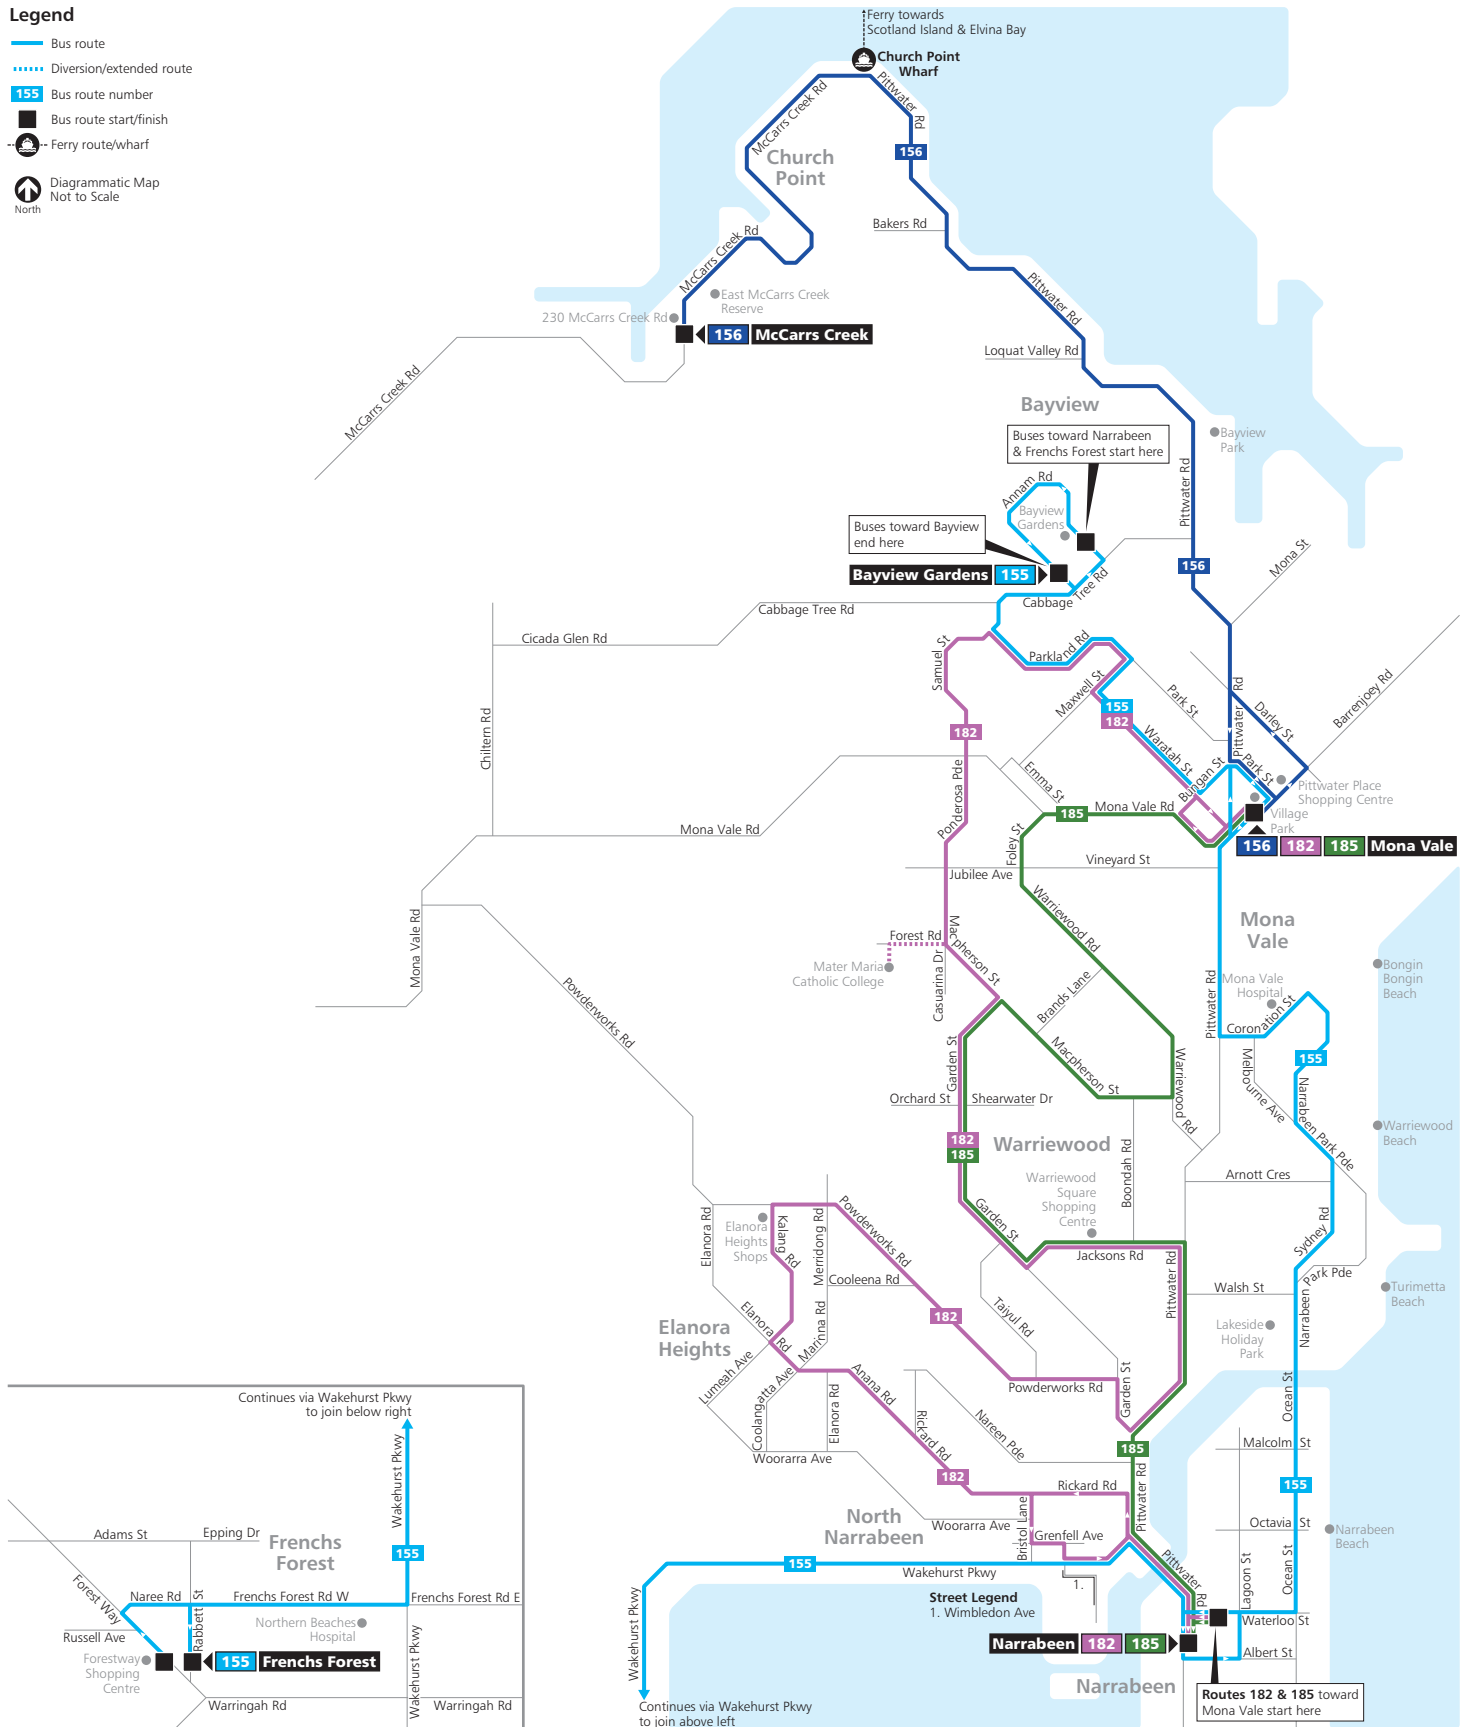 Legend
Bus route
Diversion/extended route
155 Bus route number
Bus route start/finish
Ferry route/wharf
Diagrammatic Map
Not to Scale
North
Ferry towards
Scotland Island & Elvina Bay
Church Point
Wharf
McCarrs Creek Rd
Pittwater Rd
156
Church
Point
Bakers Rd
McCarrs Creek Rd
East McCarrs Creek
Reserve
230 McCarrs Creek Rd
156 McCarrs Creek
McCarrs Creek Rd
Pittwater Rd
Loquat Valley Rd
Bayview
Buses toward Narrabeen
& Frenchs Forest start here
Bayview
Park
Pittwater Rd
Annam Rd
Bayview
Gardens
Buses toward Bayview
end here
Bayview Gardens 155
156
Mona St
Cabbage Tree Rd
Cabbage Tree Rd
Cicada Glen Rd
Samuel St
Parkland Rd
Maxwell St
Park St
Pittwater Rd
Darley St
Barrenjoey Rd
155
182
182
Chiltern Rd
Waratah St
Bungan St
Park St
Emma St
Ponderosa Pde
Pittwater Place
Shopping Centre
Village
Park
185
Mona Vale Rd
Mona Vale Rd
Foley St
156 182 185 Mona Vale
Vineyard St
Jubilee Ave
Warriewood Rd
Mona
Vale
Mona Vale Rd
Macpherson St
Forest Rd
Mater Maria
Catholic College
Casuarina Dr
Brands Lane
Pittwater Rd
Mona Vale
Hospital
Coronation St
Bongin
Bongin
Beach
Powderworks Rd
Garden St
Macpherson St
Warriewood Rd
Melbourne Ave
155
Narrabeen Park Pde
Orchard St
Shearwater Dr
182
185
Warriewood
Warriewood
Beach
Boondah Rd
Arnott Cres
Warriewood
Square
Shopping
Centre
Garden St
Jacksons Rd
Pittwater Rd
Sydney Rd
Narrabeen Park Pde
Walsh St
Turimetta
Beach
Elanora Rd
Elanora
Heights
Shops
Kalang Rd
Merridong Rd
Powderworks Rd
Cooleena Rd
182
Taiyul Rd
Lakeside
Holiday
Park
Elanora
Heights
Elanora Rd
Marinna Rd
Lumeah Ave
Coolangatta Ave
Elanora Rd
Anana Rd
Rickard Rd
Powderworks Rd
Garden St
Nareen Pde
Ocean St
Woorarra Ave
185
Malcolm St
182
Rickard Rd
Pittwater Rd
155
North
Narrabeen
Woorarra Ave
Bristol Lane
Grenfell Ave
Octavia St
Narrabeen
Beach
155
Wakehurst Pkwy
1.
Pittwater Rd
Lagoon St
Ocean St
Street Legend
1. Wimbledon Ave
Waterloo St
Narrabeen 182 185
Albert St
Narrabeen
Routes 182 & 185 toward
Mona Vale start here
Wakehurst Pkwy
Continues via Wakehurst Pkwy
to join above left
Continues via Wakehurst Pkwy
to join below right
Wakehurst Pkwy
Adams St
Epping Dr
Frenchs
Forest
155
Forest Way
Naree Rd
Rabbett St
Frenchs Forest Rd W
Frenchs Forest Rd E
Russell Ave
Northern Beaches
Hospital
Forestway
Shopping
Centre
155 Frenchs Forest
Wakehurst Pkwy
Warringah Rd
Warringah Rd